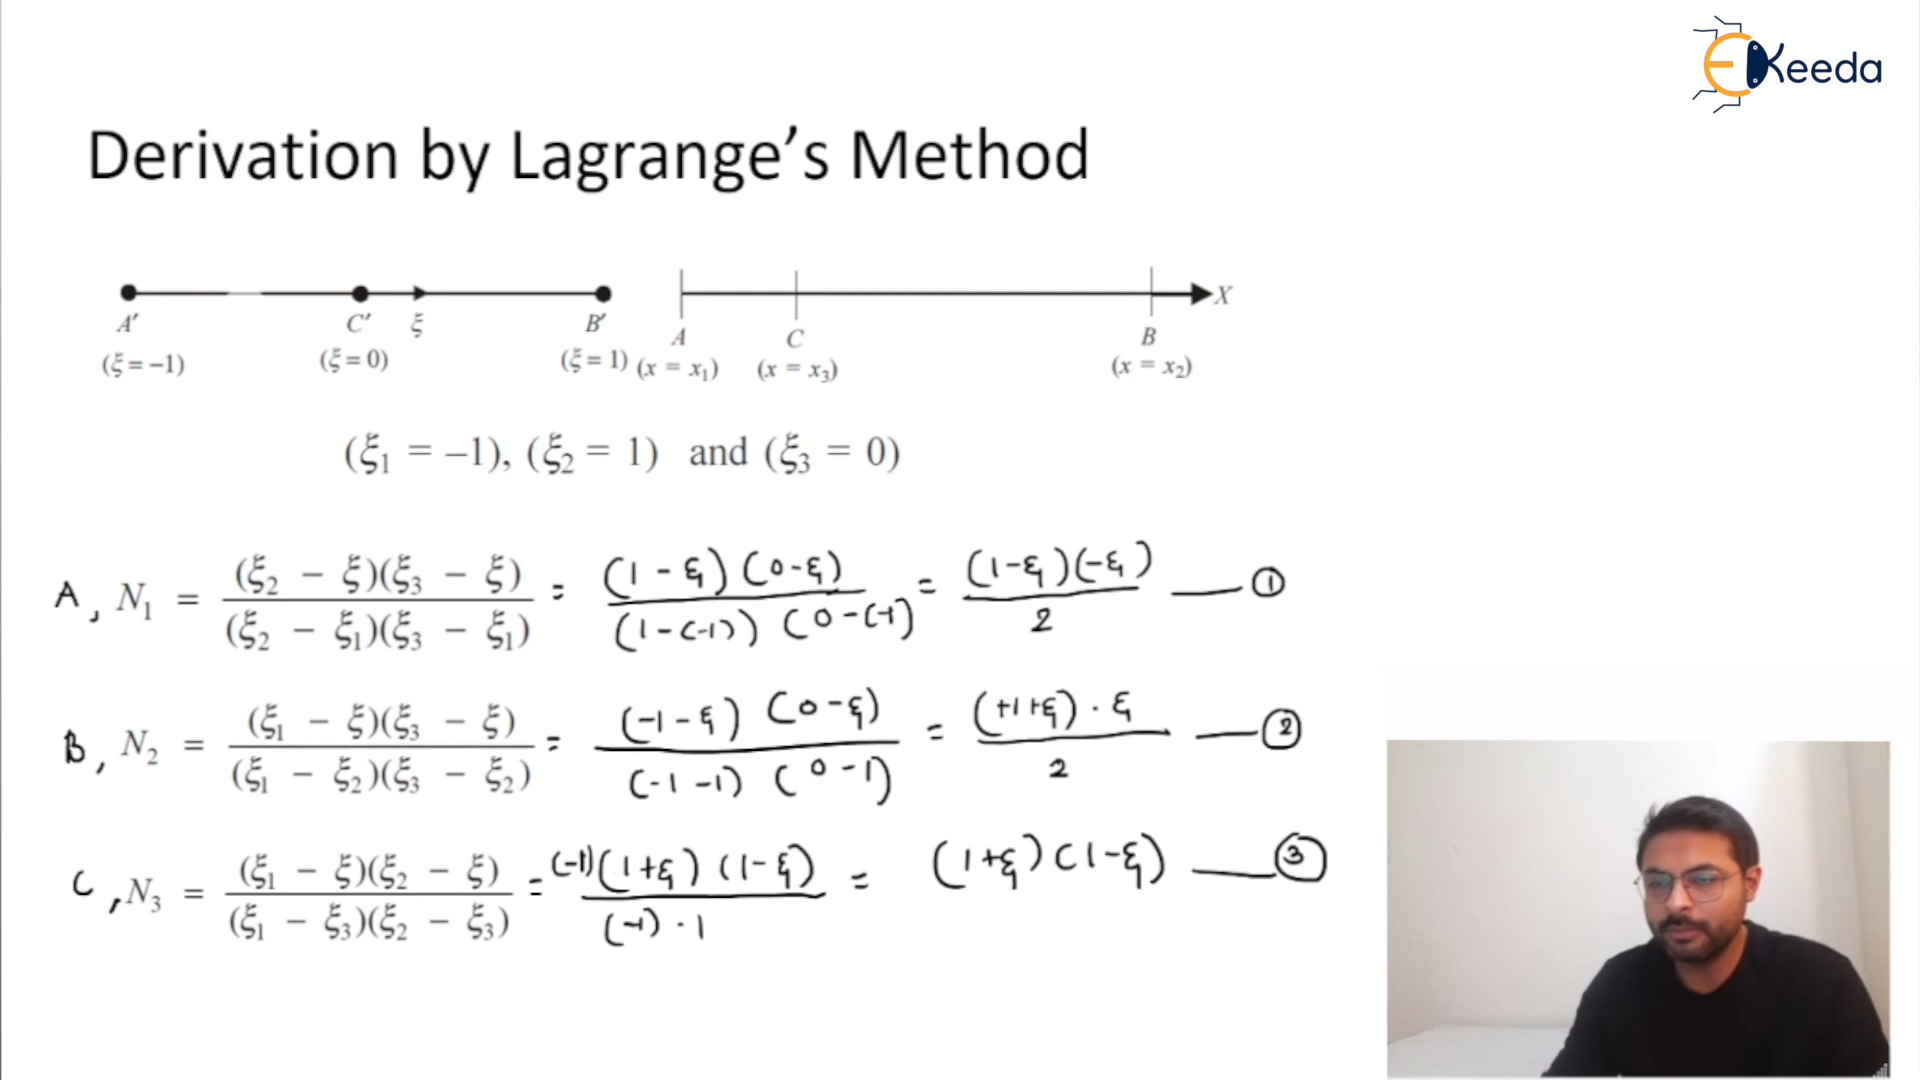 Keeda
Derivation by Lagrange's Method
A′ C′ ξ B′ A C B X
(ξ = −1) (ξ = 0) (ξ = 1) (x = x₁) (x = x₃) (x = x₂)
(ξ₁ = −1), (ξ₂ = 1) and (ξ₃ = 0)
A, N₁ = (ξ₂ − ξ)(ξ₃ − ξ) / (ξ₂ − ξ₁)(ξ₃ − ξ₁) = (1 - ξ) (0 - ξ) / (1 - (-1)) (0 - (-1) = (1-ξ)(-ξ) / 2 — ①
B, N₂ = (ξ₁ − ξ)(ξ₃ − ξ) / (ξ₁ − ξ₂)(ξ₃ − ξ₂) = (-1 - ξ) (0 - ξ) / (-1 -1) (0 - 1) = (+1+ξ) · ξ / 2 — ②
C, N₃ = (ξ₁ − ξ)(ξ₂ − ξ) / (ξ₁ − ξ₃)(ξ₂ − ξ₃) = (-1)(1+ξ) (1-ξ) / (-1) · 1 = (1+ξ)(1-ξ) — ③